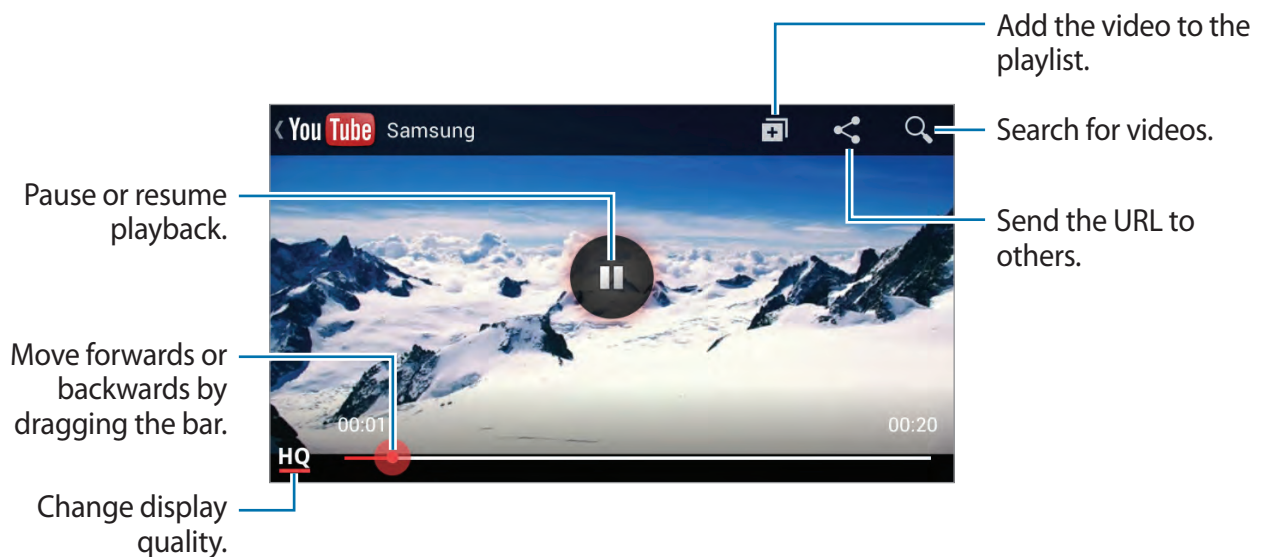 Add the video to the
playlist.
You Tube Samsung
Search for videos.
Pause or resume
playback.
Send the URL to
others.
Move forwards or
backwards by
dragging the bar.
00:01
00:20
HQ
Change display
quality.